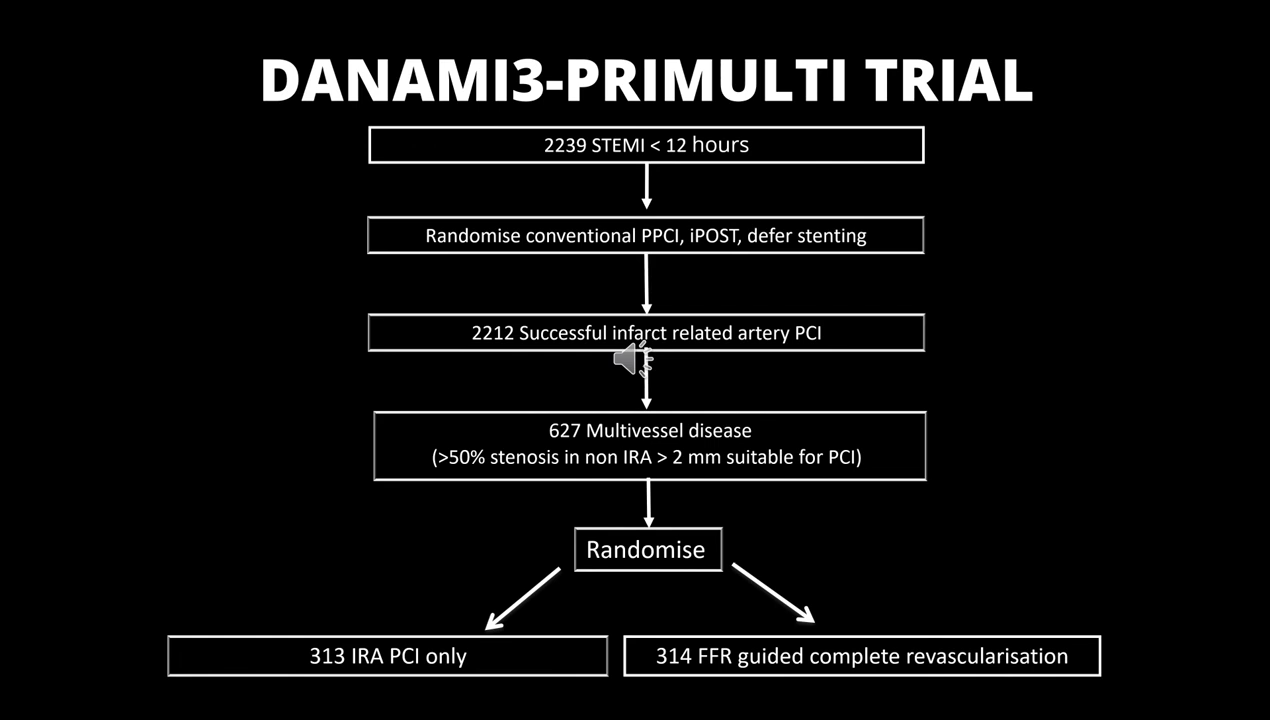 DANAMI3-PRIMULTI TRIAL
2239 STEMI < 12 hours
Randomise conventional PPCI, iPOST, defer stenting
2212 Successful infarct related artery PCI
627 Multivessel disease
(>50% stenosis in non IRA > 2 mm suitable for PCI)
Randomise
313 IRA PCI only
314 FFR guided complete revascularisation